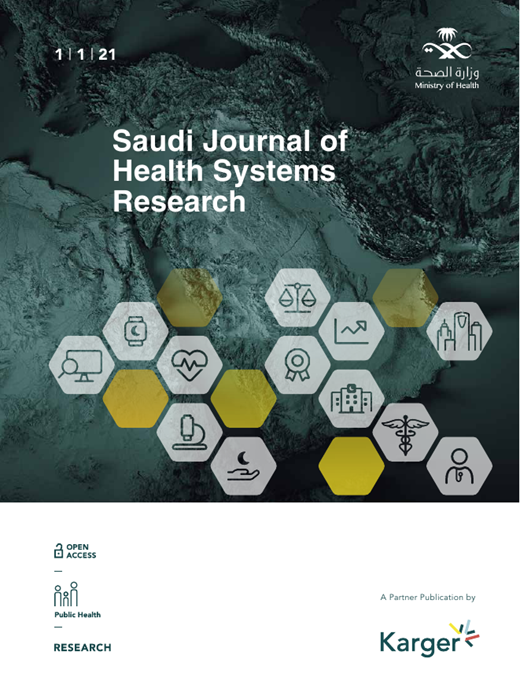 1 | 1 | 21
وزارة الصحة
Ministry of Health
Saudi Journal of
Health Systems
Research
OPEN
ACCESS
Public Health
RESEARCH
A Partner Publication by
Karger